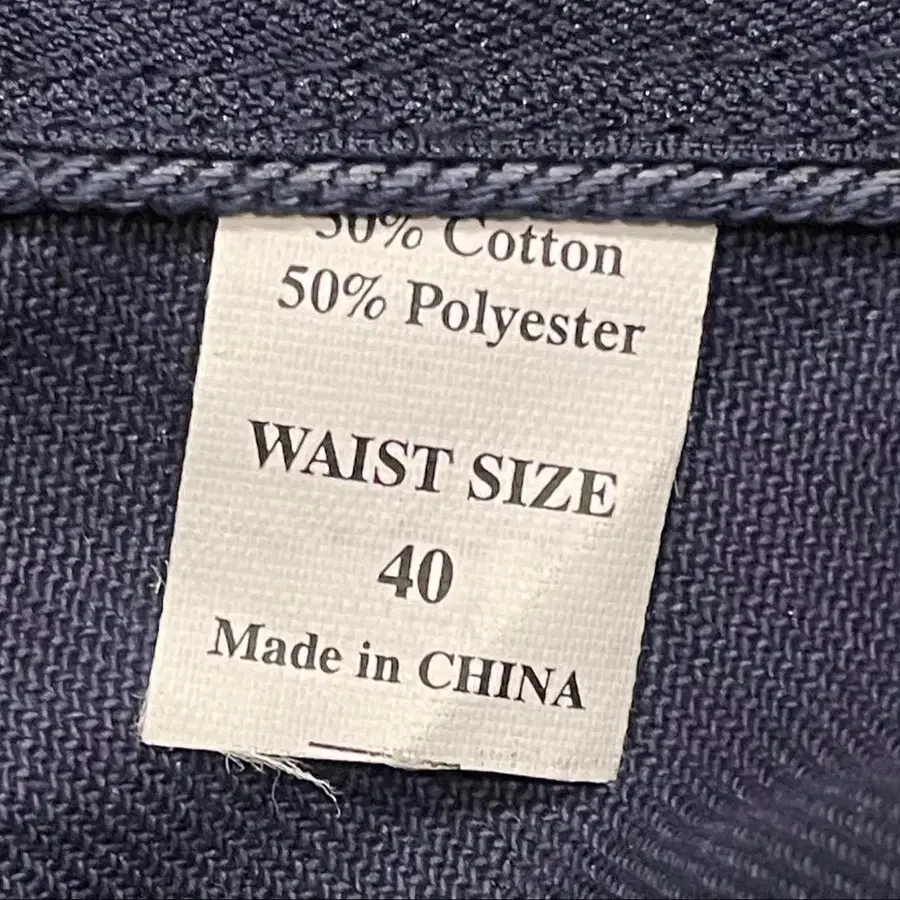 50% Cotton
50% Polyester
WAIST SIZE
40
Made in CHINA